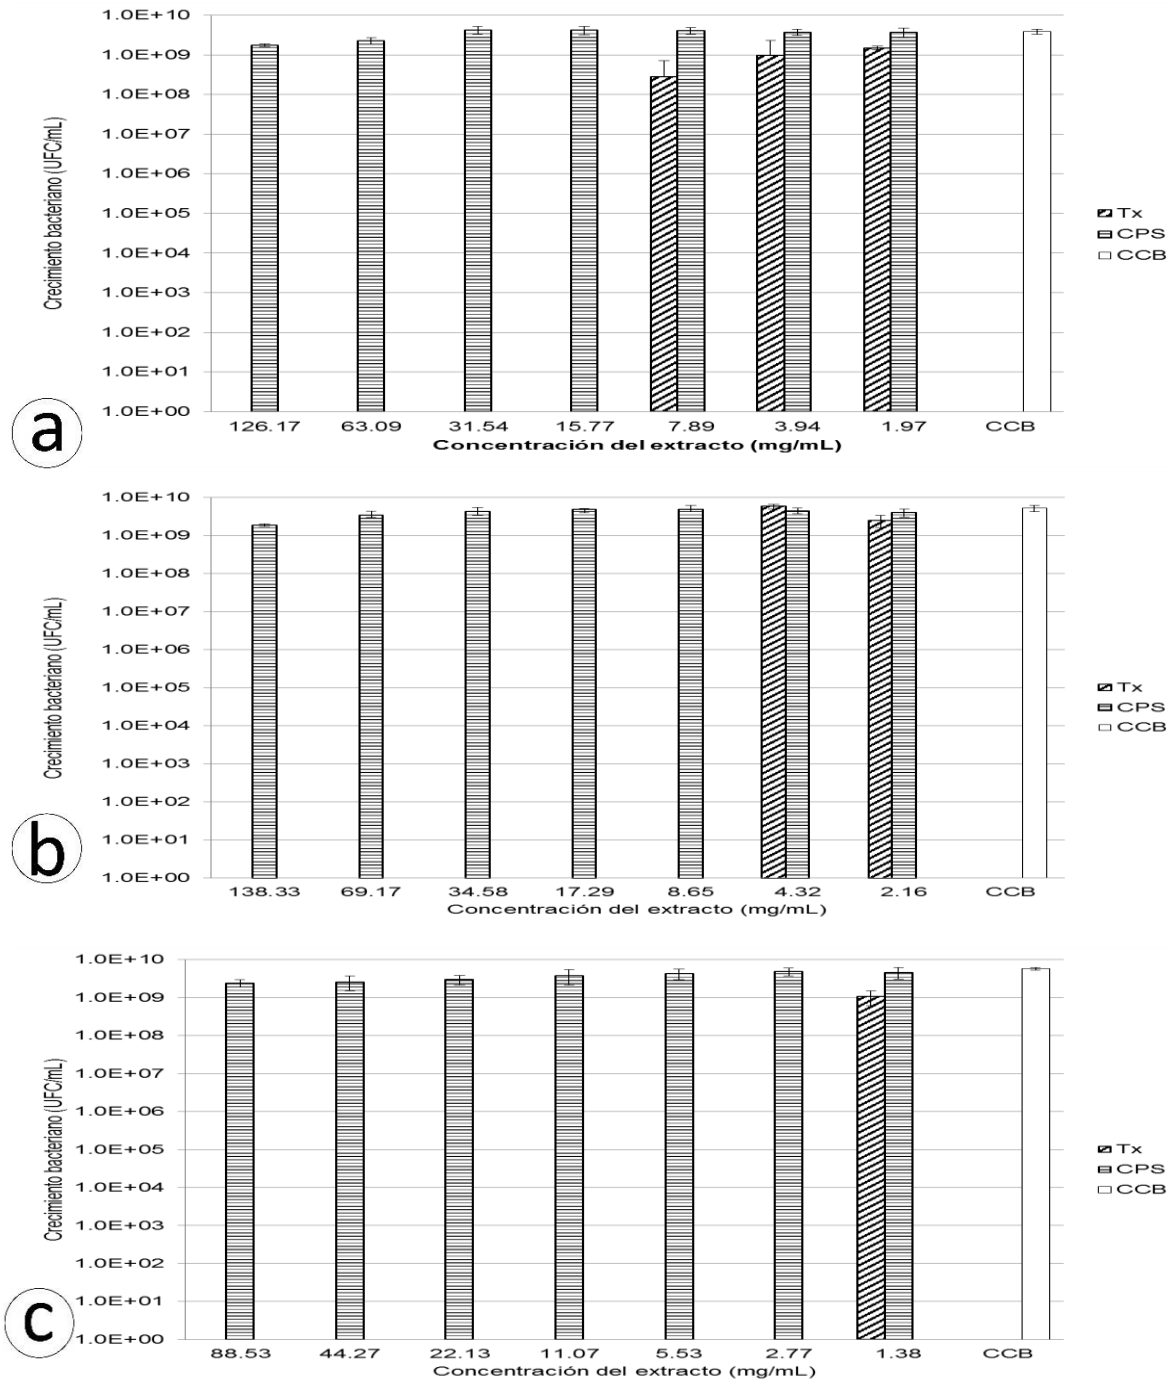 Crecimiento bacteriano (UFC/mL)
1.0E+10
1.0E+09
1.0E+08
1.0E+07
1.0E+06
1.0E+05
1.0E+04
1.0E+03
1.0E+02
1.0E+01
1.0E+00
126.17 63.09 31.54 15.77 7.89 3.94 1.97 CCB
Concentración del extracto (mg/mL)
Tx
CPS
CCB
a
Crecimiento bacteriano (UFC/mL)
1.0E+10
1.0E+09
1.0E+08
1.0E+07
1.0E+06
1.0E+05
1.0E+04
1.0E+03
1.0E+02
1.0E+01
1.0E+00
138.33 69.17 34.58 17.29 8.65 4.32 2.16 CCB
Concentración del extracto (mg/mL)
Tx
CPS
CCB
b
Crecimiento bacteriano (UFC/mL)
1.0E+10
1.0E+09
1.0E+08
1.0E+07
1.0E+06
1.0E+05
1.0E+04
1.0E+03
1.0E+02
1.0E+01
1.0E+00
88.53 44.27 22.13 11.07 5.53 2.77 1.38 CCB
Concentración del extracto (mg/mL)
Tx
CPS
CCB
c